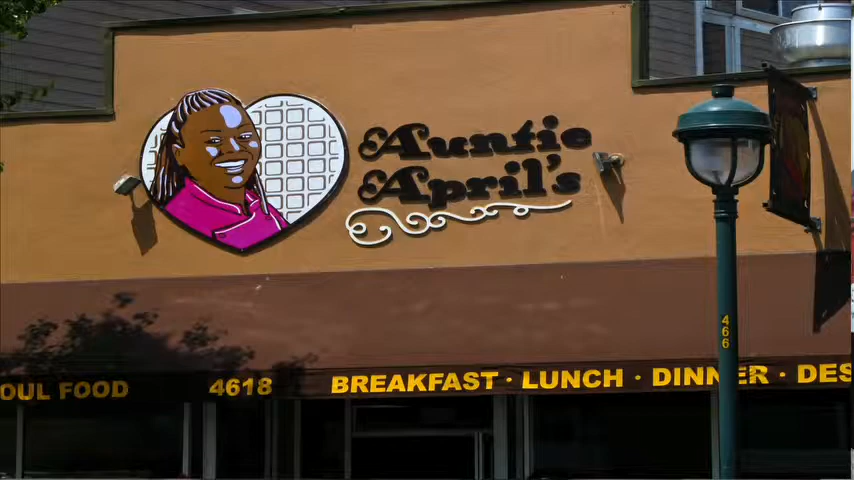 Auntie
April's
OUL FOOD 4618 BREAKFAST · LUNCH · DINNER · DES
466